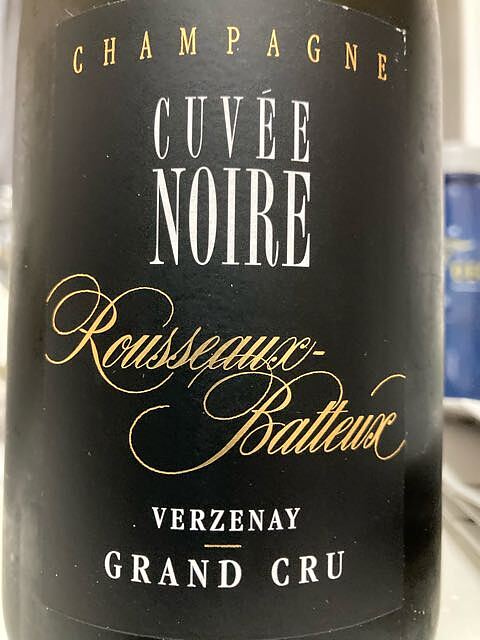 CHAMPAGNE
CUVÉE
NOIRE
Rousseaux-
Batteux
VERZENAY
GRAND CRU